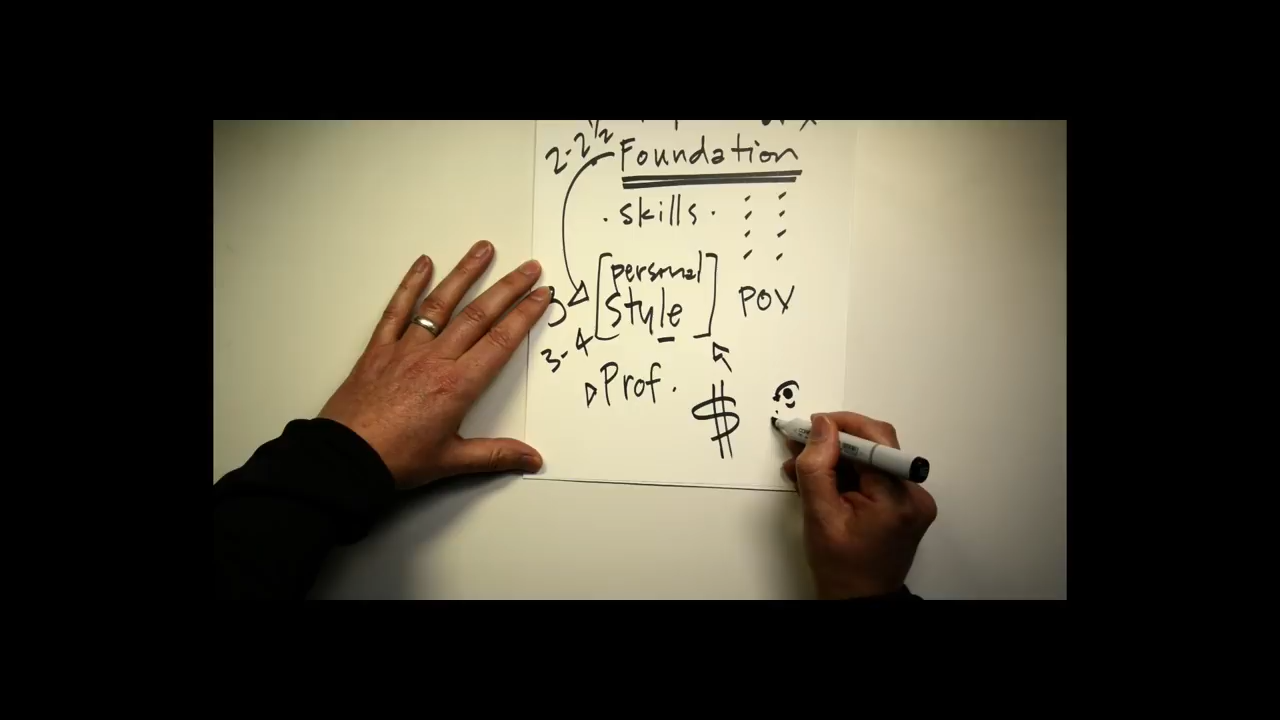 2-2½ Foundation
. skills .
[personal
3 style] POV
3-4
Prof.
$